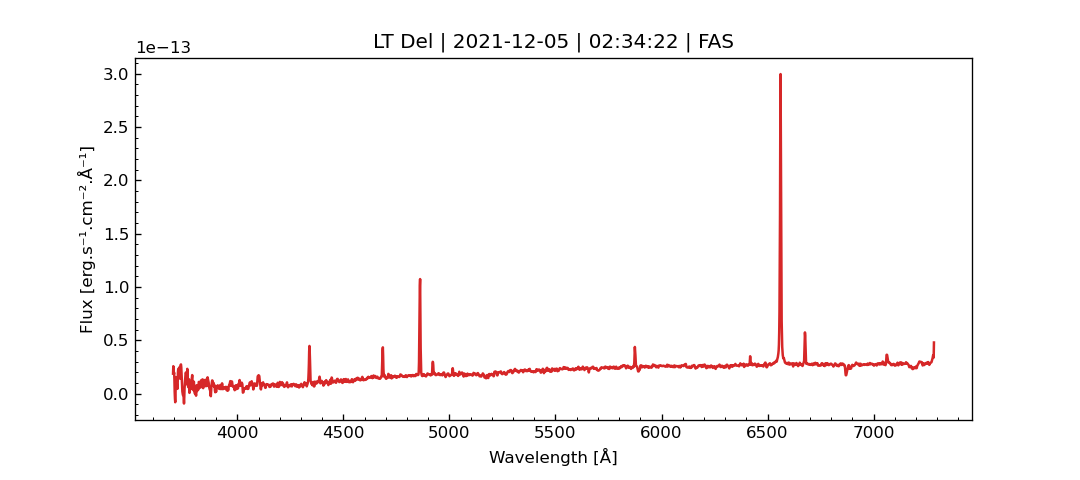 LT Del | 2021-12-05 | 02:34:22 | FAS
1e−13
3.0
2.5
2.0
1.5
1.0
0.5
0.0
Flux [erg.s⁻¹.cm⁻².Å⁻¹]
4000 4500 5000 5500 6000 6500 7000
Wavelength [Å]